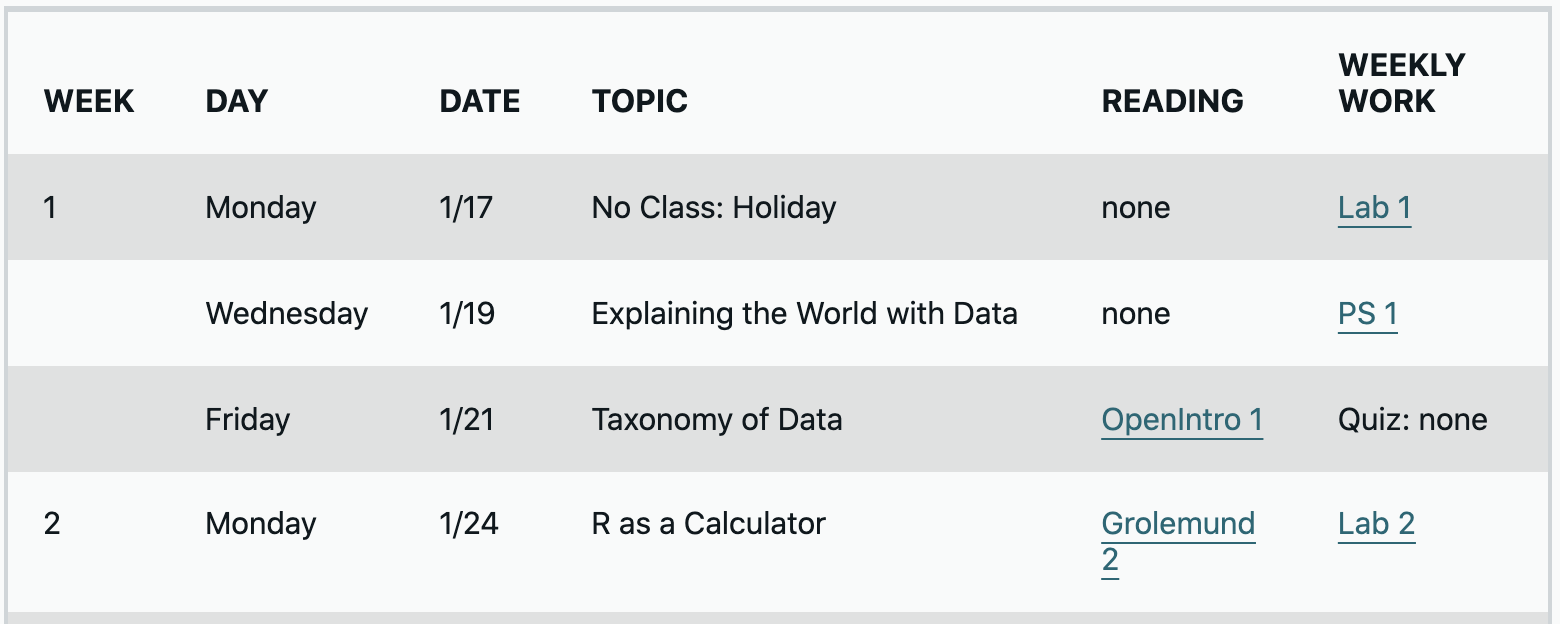 WEEK DAY DATE TOPIC READING WEEKLY WORK
1 Monday 1/17 No Class: Holiday none Lab 1
Wednesday 1/19 Explaining the World with Data none PS 1
Friday 1/21 Taxonomy of Data OpenIntro 1 Quiz: none
2 Monday 1/24 R as a Calculator Grolemund 2 Lab 2